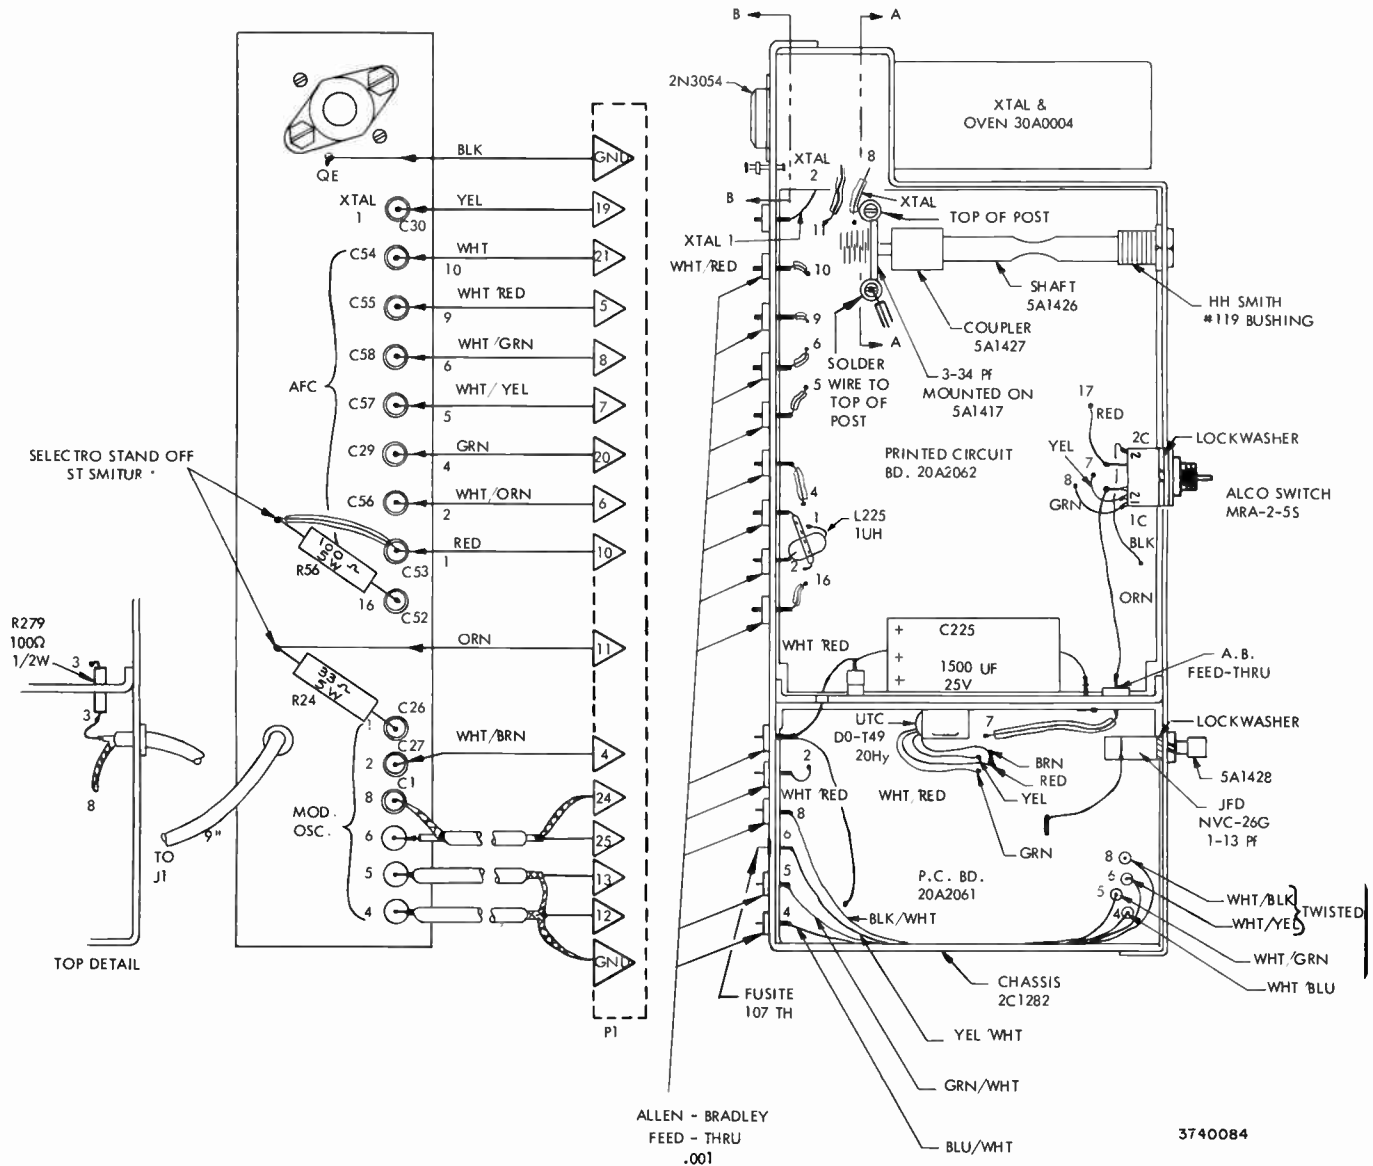 B
A
2N3054
XTAL &
OVEN 30A0004
BLK
GND
QE
XTAL
2
8
XTAL
XTAL
1
C30
YEL
19
B
TOP OF POST
11
XTAL 1
C54
WHT
10
21
WHT/RED
10
SHAFT
5A1426
HH SMITH
#119 BUSHING
C55
WHT RED
9
5
9
COUPLER
5A1427
A
C58
WHT/GRN
6
8
6
SOLDER
WIRE TO
TOP OF
POST
3-34 Pf
MOUNTED ON
5A1417
AFC
C57
WHT/YEL
5
7
5
17
RED
2C
LOCKWASHER
C29
GRN
4
20
PRINTED CIRCUIT
BD. 20A2062
YEL
7
8
GRN
2
12
1C
BLK
ALCO SWITCH
MRA-2-5S
SELECTRO STAND OFF
ST SMITUR
C56
WHT/ORN
2
6
4
1
L225
1UH
2
100 Ω
5W
R56
C53
RED
1
10
16
C52
16
ORN
R279
100Ω
1/2W
3
3
8
ORN
11
WHT RED
+
+
+
C225
1500 UF
25V
A.B.
FEED-THRU
33 Ω
5W
R24
1
C26
C27
2
WHT/BRN
4
UTC
D0-T49
20Hy
7
LOCKWASHER
2
BRN
RED
YEL
GRN
5A1428
C1
8
24
WHT RED
WHT/RED
JFD
NVC-26G
1-13 Pf
MOD.
OSC.
6
25
8
6
9"
TO
J1
5
13
5
P.C. BD.
20A2061
8
6
5
4
WHT/BLK
WHT/YEL
TWISTED
4
12
4
BLK/WHT
WHT/GRN
WHT BLU
GND
TOP DETAIL
CHASSIS
2C1282
FUSITE
107 TH
P1
YEL WHT
GRN/WHT
ALLEN - BRADLEY
FEED - THRU
.001
BLU/WHT
3740084